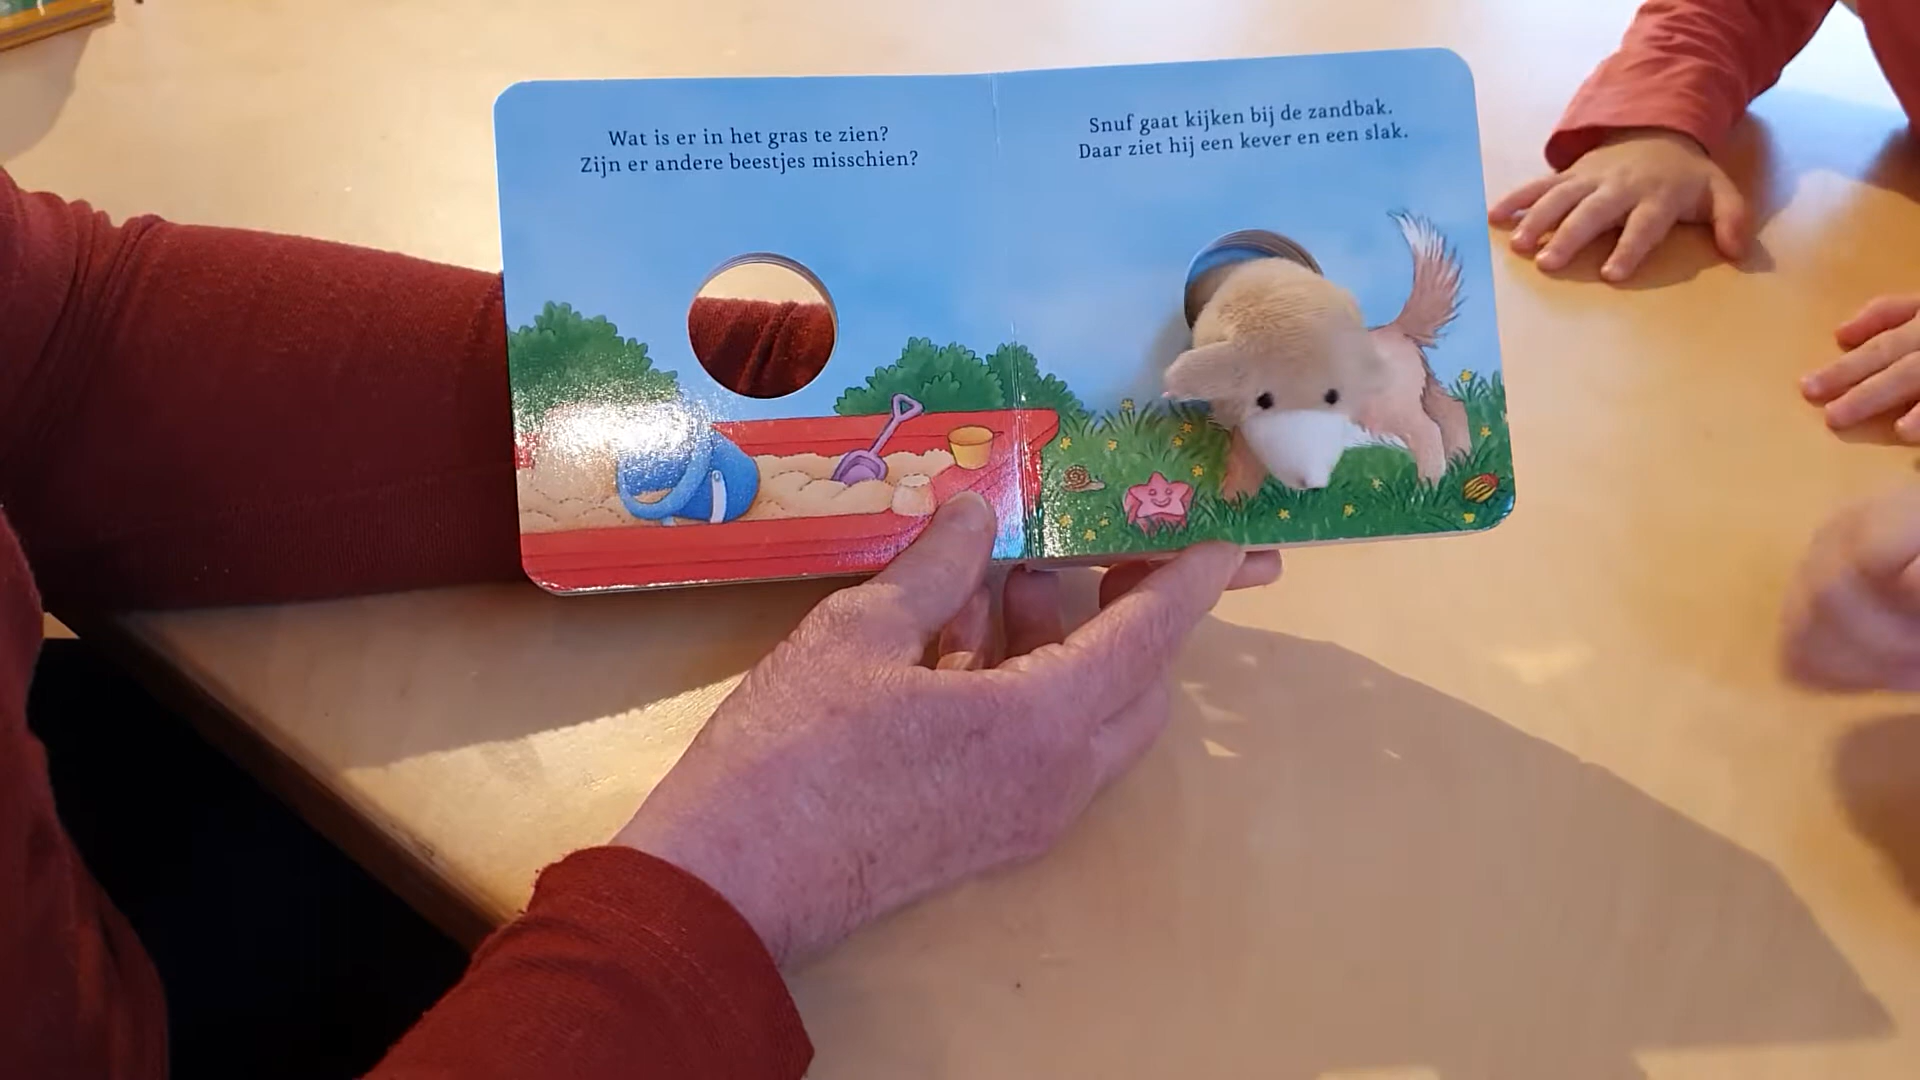 Wat is er in het gras te zien?
Zijn er andere beestjes misschien?
Snuf gaat kijken bij de zandbak.
Daar ziet hij een kever en een slak.